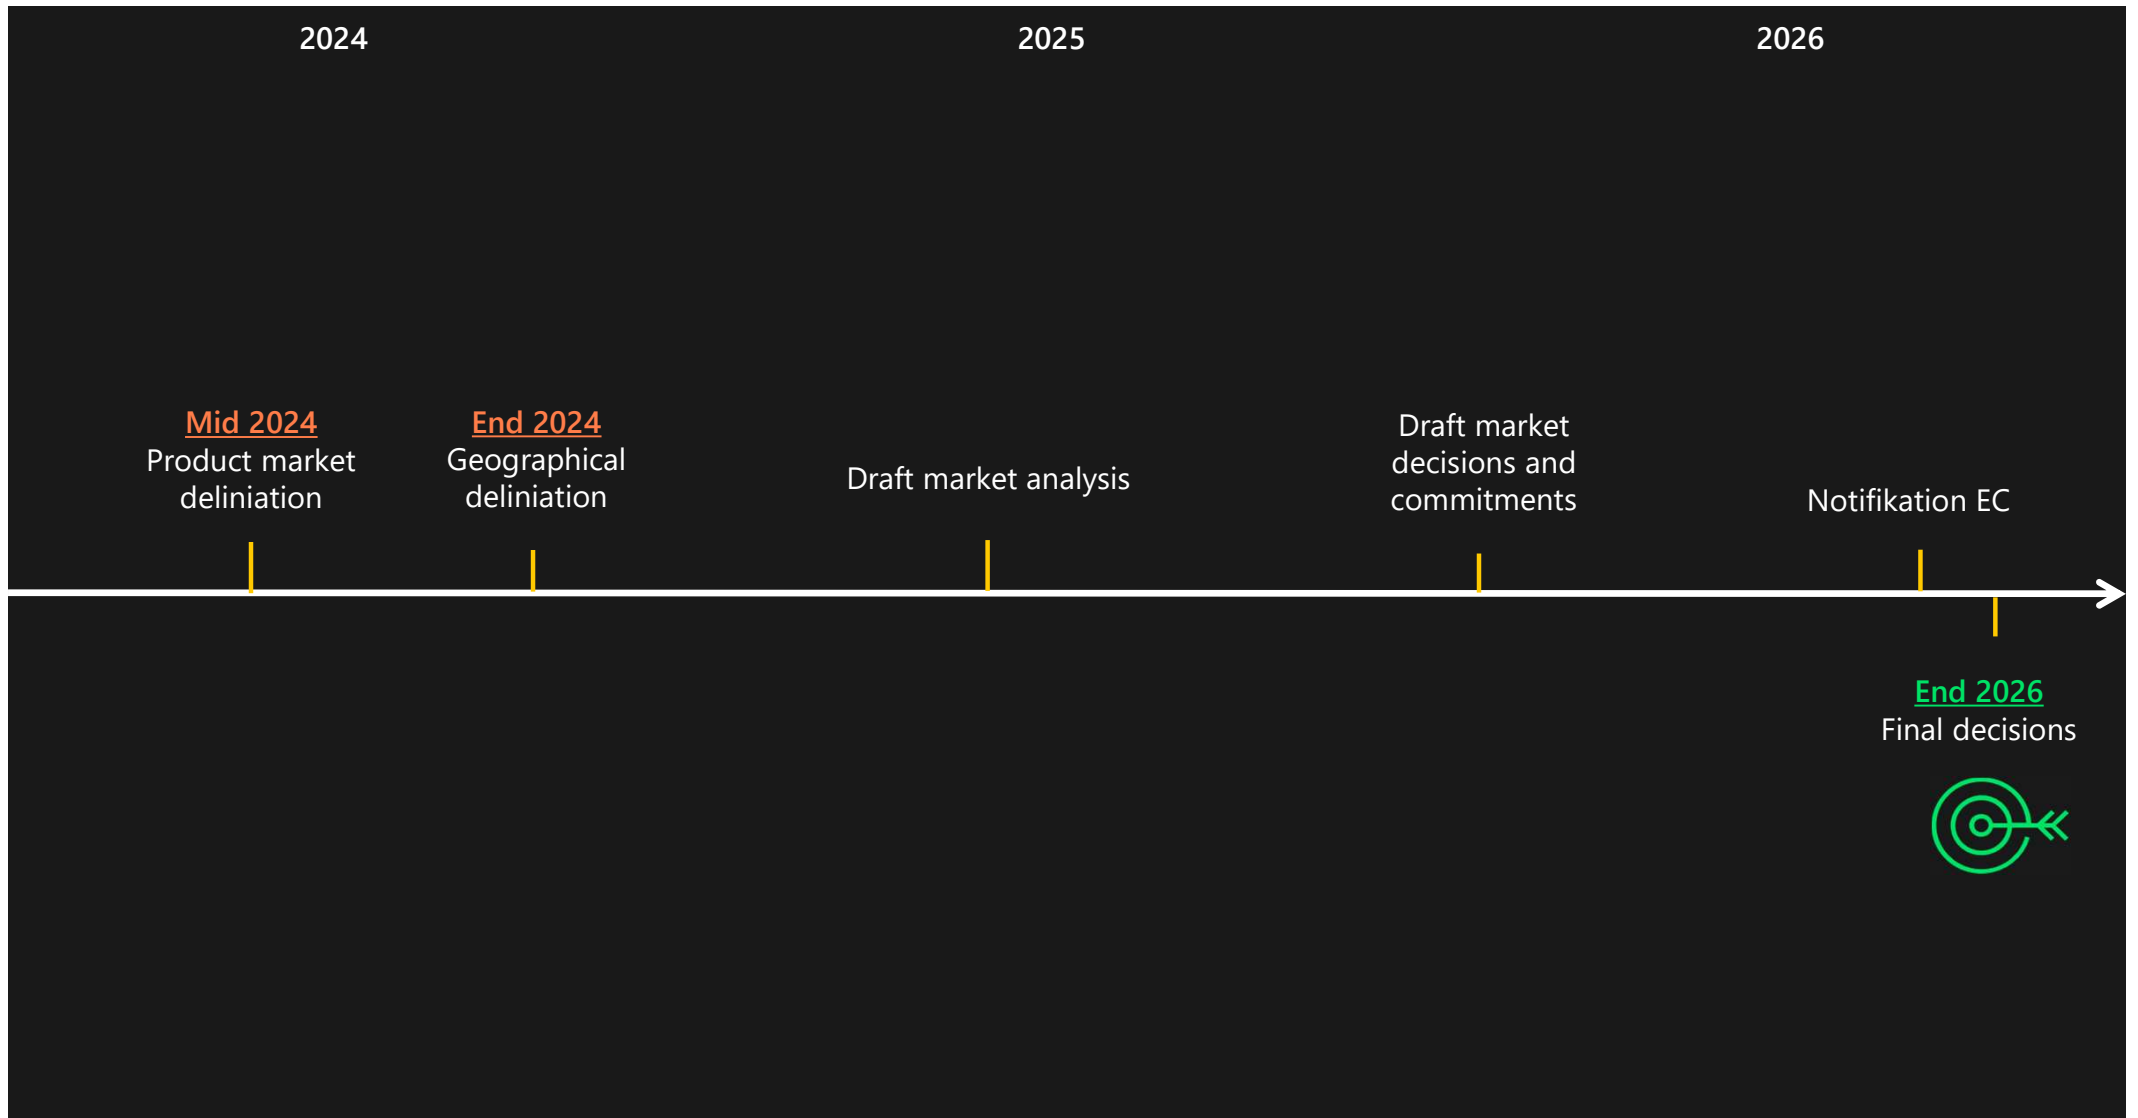 2024
2025
2026
Mid 2024
Product market
deliniation
End 2024
Geographical
deliniation
Draft market analysis
Draft market
decisions and
commitments
Notifikation EC
End 2026
Final decisions